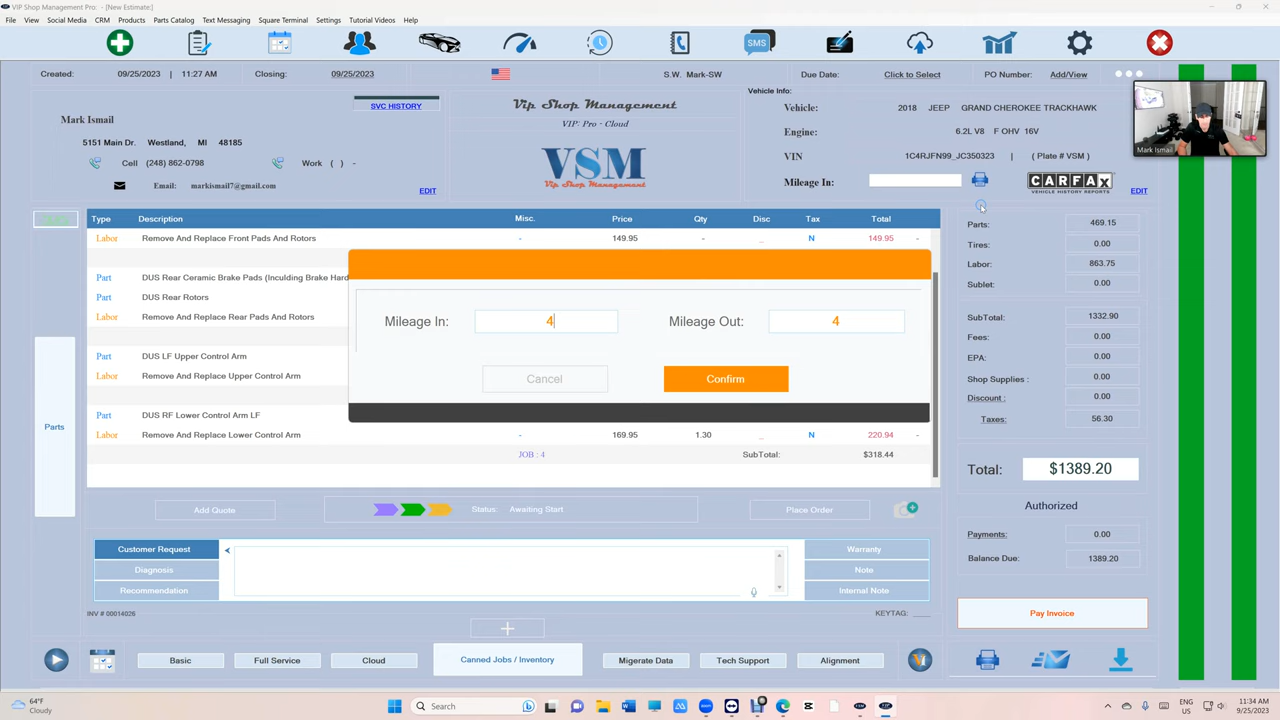 VIP Shop Management Pro: - [New Estimate:]
File View Social Media CRM Products Parts Catalog Text Messaging Square Terminal Settings Tutorial Videos Help
SMS
Created: 09/25/2023 | 11:27 AM Closing: 09/25/2023 S.W. Mark-SW Due Date: Click to Select PO Number: Add/View
Vehicle Info:
SVC HISTORY
Vip Shop Management
VIP: Pro - Cloud
VSM
Vip Shop Management
Mark Ismail
5151 Main Dr. Westland, MI 48185
Cell (248) 862-0798 Work ( ) -
Email: markismail7@gmail.com
EDIT
Vehicle: 2018 JEEP GRAND CHEROKEE TRACKHAWK
Engine: 6.2L V8 F OHV 16V
VIN 1C4RJFN99_JC350323 | ( Plate # VSM )
Mileage In:
CARFAX
VEHICLE HISTORY REPORTS
EDIT
Mark Ismail
Type Description Misc. Price Qty Disc Tax Total
Labor Remove And Replace Front Pads And Rotors - 149.95 - _ N 149.95 -
Part DUS Rear Ceramic Brake Pads (Inculding Brake Hard
Part DUS Rear Rotors
Labor Remove And Replace Rear Pads And Rotors
Part DUS LF Upper Control Arm
Labor Remove And Replace Upper Control Arm
Part DUS RF Lower Control Arm LF
Labor Remove And Replace Lower Control Arm - 169.95 1.30 _ N 220.94 -
JOB : 4 SubTotal: $318.44
Mileage In: 4 Mileage Out: 4
Cancel Confirm
Parts
Parts: 469.15
Tires: 0.00
Labor: 863.75
Sublet: 0.00
SubTotal: 1332.90
Fees: 0.00
EPA: 0.00
Shop Supplies : 0.00
Discount : 0.00
Taxes: 56.30
Total: $1389.20
Authorized
Payments: 0.00
Balance Due: 1389.20
Pay Invoice
Add Quote Status: Awaiting Start Place Order
Customer Request
Diagnosis
Recommendation
Warranty
Note
Internal Note
INV # 00014026 KEYTAG: ____
Basic Full Service Cloud Canned Jobs / Inventory Migerate Data Tech Support Alignment
64°F
Cloudy
Search
ENG
US
11:34 AM
9/25/2023